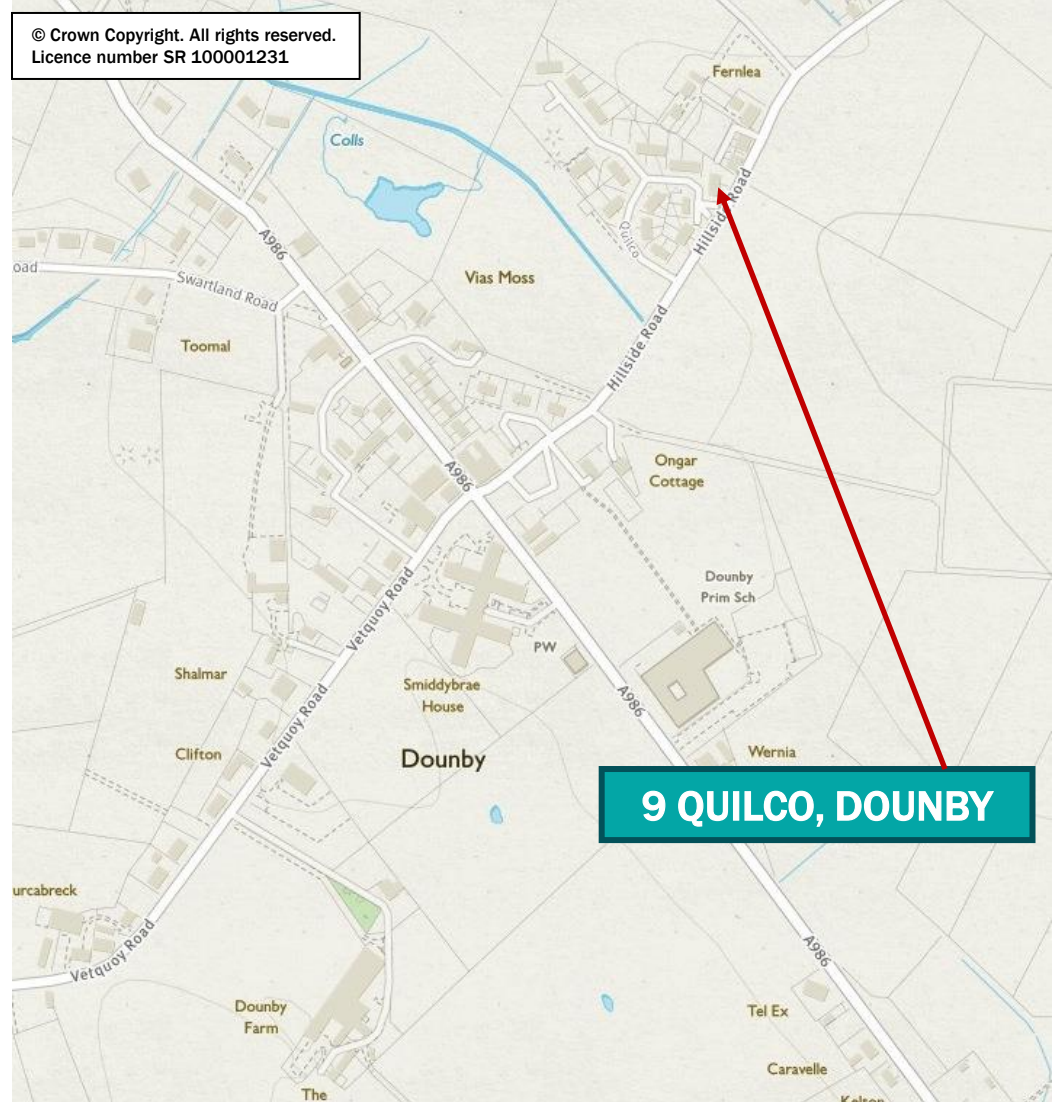 © Crown Copyright. All rights reserved.
Licence number SR 100001231
Fernlea
Colls
Hillside Road
Quilco
A986
Vias Moss
oad
Swartland Road
Toomal
Hillside Road
Ongar
Cottage
A986
Dounby
Prim Sch
Vetquoy Road
PW
Shalmar
Smiddybrae
House
A986
Vetquoy Road
Clifton
Dounby
Wernia
9 QUILCO, DOUNBY
urcabreck
Vetquoy Road
A986
Dounby
Farm
Tel Ex
Caravelle
The
Kelson